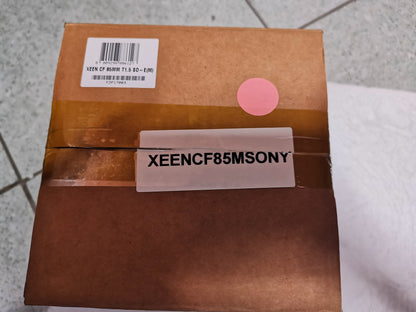 XEEN CF 85MM T1.5 SO-E(M)
XEENCF85MSONY